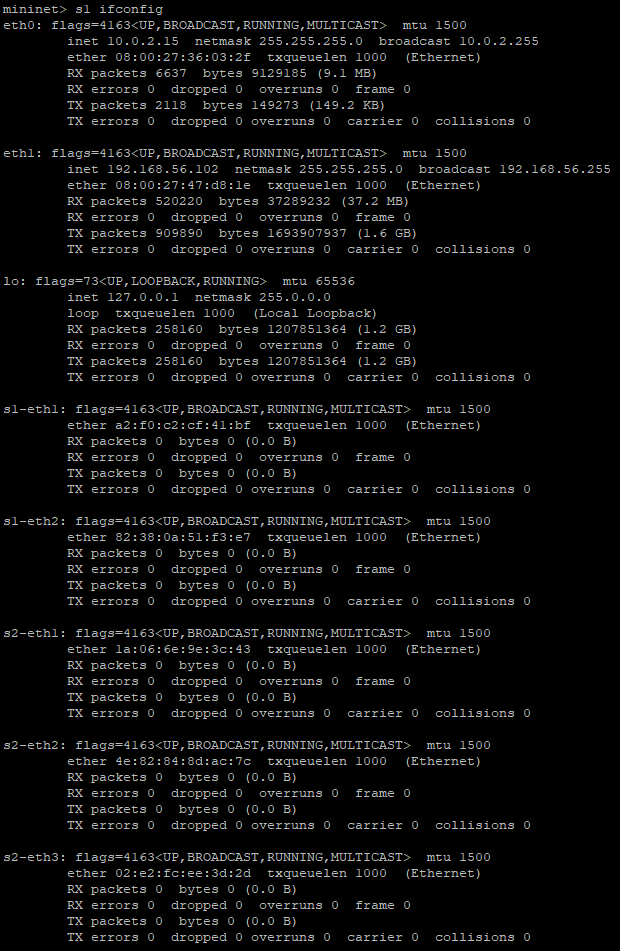 mininet> s1 ifconfig
eth0: flags=4163<UP,BROADCAST,RUNNING,MULTICAST>  mtu 1500
        inet 10.0.2.15  netmask 255.255.255.0  broadcast 10.0.2.255
        ether 08:00:27:36:03:2f  txqueuelen 1000  (Ethernet)
        RX packets 6637  bytes 9129185 (9.1 MB)
        RX errors 0  dropped 0  overruns 0  frame 0
        TX packets 2118  bytes 149273 (149.2 KB)
        TX errors 0  dropped 0 overruns 0  carrier 0  collisions 0

eth1: flags=4163<UP,BROADCAST,RUNNING,MULTICAST>  mtu 1500
        inet 192.168.56.102  netmask 255.255.255.0  broadcast 192.168.56.255
        ether 08:00:27:47:d8:1e  txqueuelen 1000  (Ethernet)
        RX packets 520220  bytes 37289232 (37.2 MB)
        RX errors 0  dropped 0  overruns 0  frame 0
        TX packets 909890  bytes 1693907937 (1.6 GB)
        TX errors 0  dropped 0 overruns 0  carrier 0  collisions 0

lo: flags=73<UP,LOOPBACK,RUNNING>  mtu 65536
        inet 127.0.0.1  netmask 255.0.0.0
        loop  txqueuelen 1000  (Local Loopback)
        RX packets 258160  bytes 1207851364 (1.2 GB)
        RX errors 0  dropped 0  overruns 0  frame 0
        TX packets 258160  bytes 1207851364 (1.2 GB)
        TX errors 0  dropped 0 overruns 0  carrier 0  collisions 0

s1-eth1: flags=4163<UP,BROADCAST,RUNNING,MULTICAST>  mtu 1500
        ether a2:f0:c2:cf:41:bf  txqueuelen 1000  (Ethernet)
        RX packets 0  bytes 0 (0.0 B)
        RX errors 0  dropped 0  overruns 0  frame 0
        TX packets 0  bytes 0 (0.0 B)
        TX errors 0  dropped 0 overruns 0  carrier 0  collisions 0

s1-eth2: flags=4163<UP,BROADCAST,RUNNING,MULTICAST>  mtu 1500
        ether 82:38:0a:51:f3:e7  txqueuelen 1000  (Ethernet)
        RX packets 0  bytes 0 (0.0 B)
        RX errors 0  dropped 0  overruns 0  frame 0
        TX packets 0  bytes 0 (0.0 B)
        TX errors 0  dropped 0 overruns 0  carrier 0  collisions 0

s2-eth1: flags=4163<UP,BROADCAST,RUNNING,MULTICAST>  mtu 1500
        ether 1a:06:6e:9e:3c:43  txqueuelen 1000  (Ethernet)
        RX packets 0  bytes 0 (0.0 B)
        RX errors 0  dropped 0  overruns 0  frame 0
        TX packets 0  bytes 0 (0.0 B)
        TX errors 0  dropped 0 overruns 0  carrier 0  collisions 0

s2-eth2: flags=4163<UP,BROADCAST,RUNNING,MULTICAST>  mtu 1500
        ether 4e:82:84:8d:ac:7c  txqueuelen 1000  (Ethernet)
        RX packets 0  bytes 0 (0.0 B)
        RX errors 0  dropped 0  overruns 0  frame 0
        TX packets 0  bytes 0 (0.0 B)
        TX errors 0  dropped 0 overruns 0  carrier 0  collisions 0

s2-eth3: flags=4163<UP,BROADCAST,RUNNING,MULTICAST>  mtu 1500
        ether 02:e2:fc:ee:3d:2d  txqueuelen 1000  (Ethernet)
        RX packets 0  bytes 0 (0.0 B)
        RX errors 0  dropped 0  overruns 0  frame 0
        TX packets 0  bytes 0 (0.0 B)
        TX errors 0  dropped 0 overruns 0  carrier 0  collisions 0